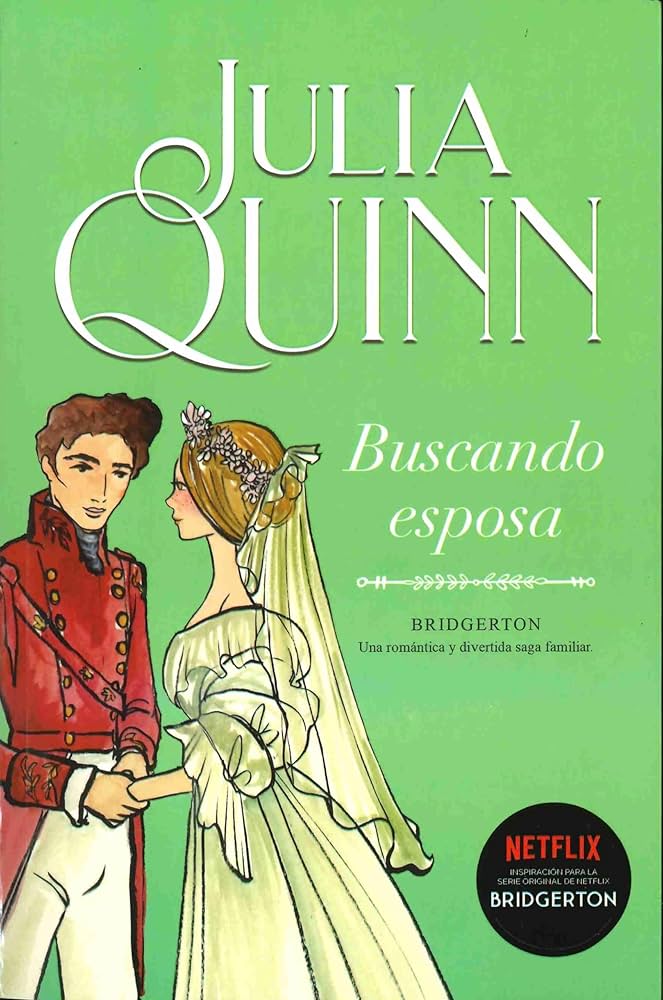 JULIA
QUINN
Buscando
esposa
BRIDGERTON
Una romántica y divertida saga familiar.
NETFLIX
INSPIRACIÓN PARA LA
SERIE ORIGINAL DE NETFLIX
BRIDGERTON